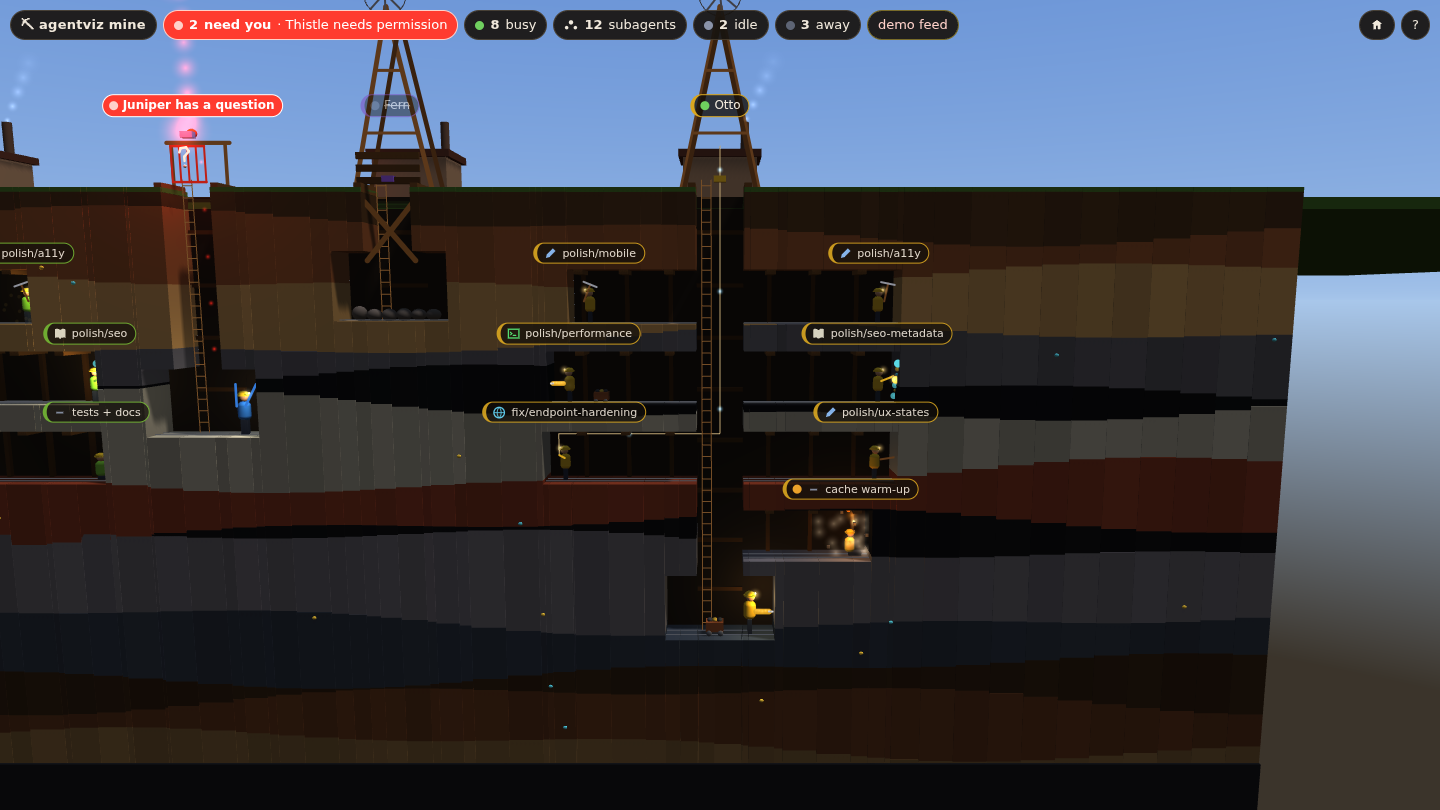 agentviz mine
2 need you · Thistle needs permission
8 busy
12 subagents
2 idle
3 away
demo feed
?
Juniper has a question
Fern
Otto
?
polish/a11y
polish/mobile
polish/a11y
polish/seo
polish/performance
polish/seo-metadata
tests + docs
fix/endpoint-hardening
polish/ux-states
cache warm-up